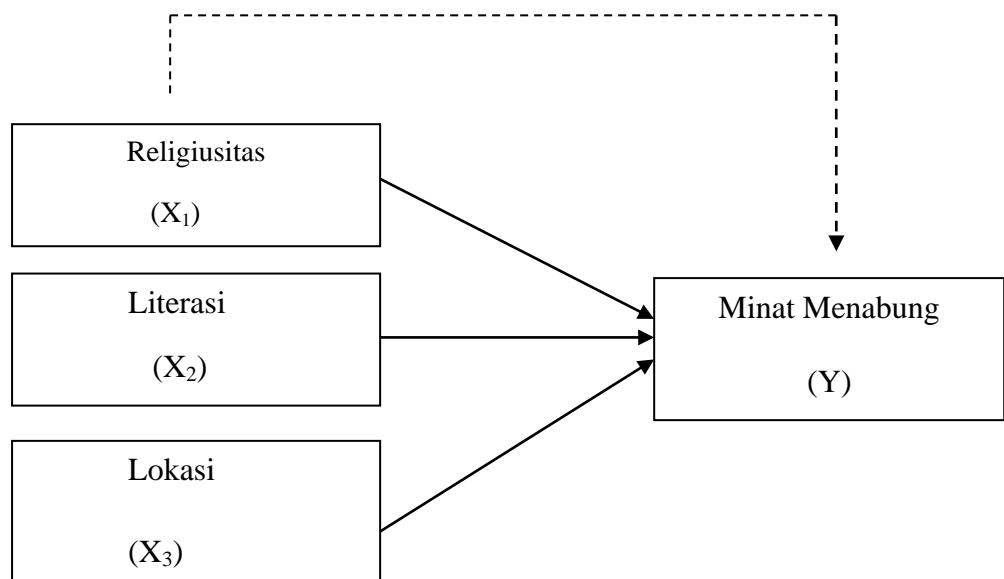 Religiusitas
(X₁)
Literasi
(X₂)
Lokasi
(X₃)
Minat Menabung
(Y)